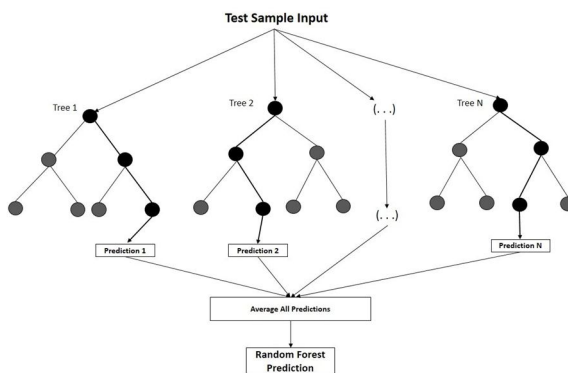 Test Sample Input
Tree 1
Tree 2
(. . .)
Tree N
(. . .)
Prediction 1
Prediction 2
Prediction N
Average All Predictions
Random Forest
Prediction